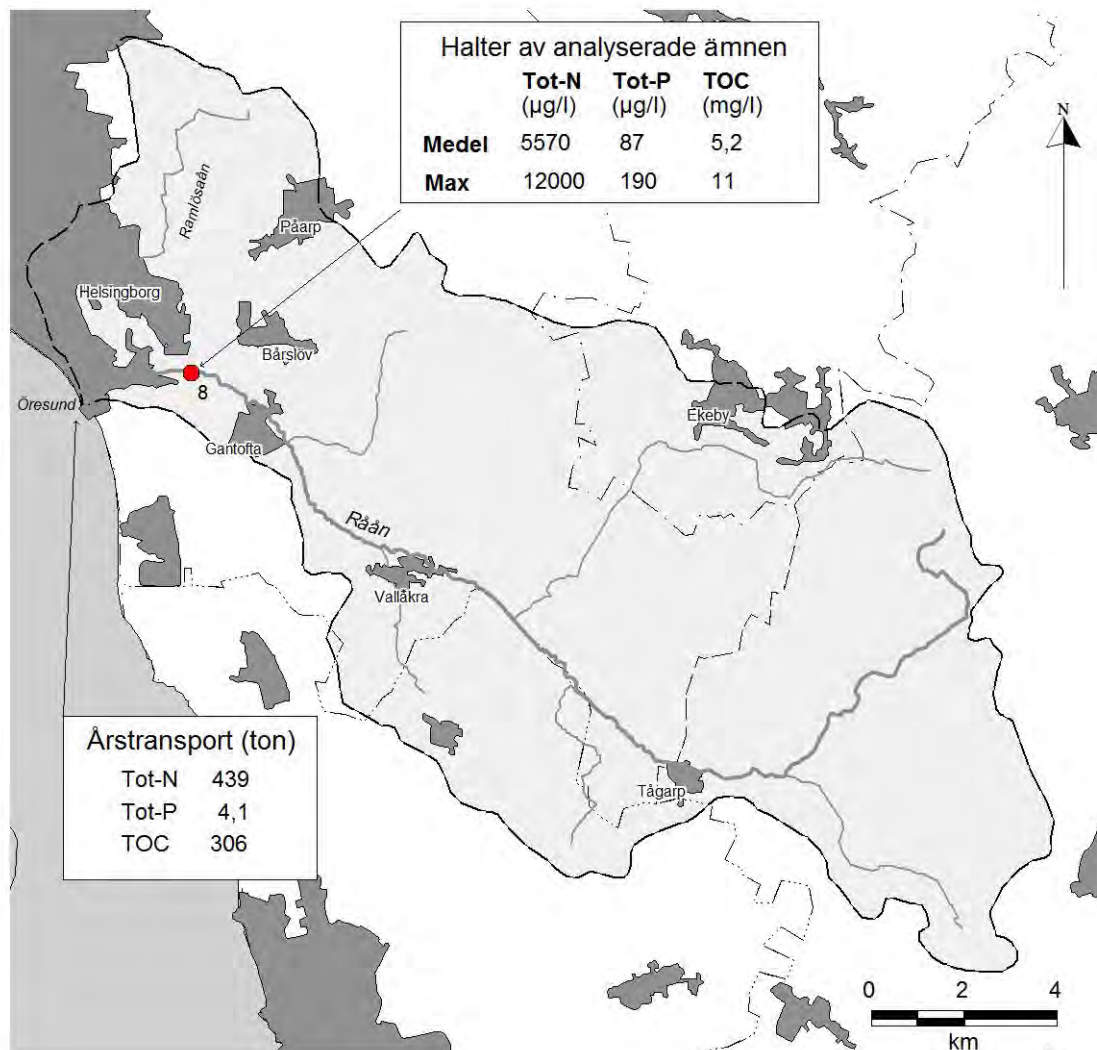 Halter av analyserade ämnen
Tot-N Tot-P TOC
(µg/l) (µg/l) (mg/l)
Medel 5570 87 5,2
Max 12000 190 11
N
Ramlösaån
Påarp
Helsingborg
Bårslöv
8
Öresund
Gantofta
Ekeby
Råån
Vallåkra
Årstransport (ton)
Tot-N 439
Tot-P 4,1
TOC 306
Tågarp
0 2 4
km